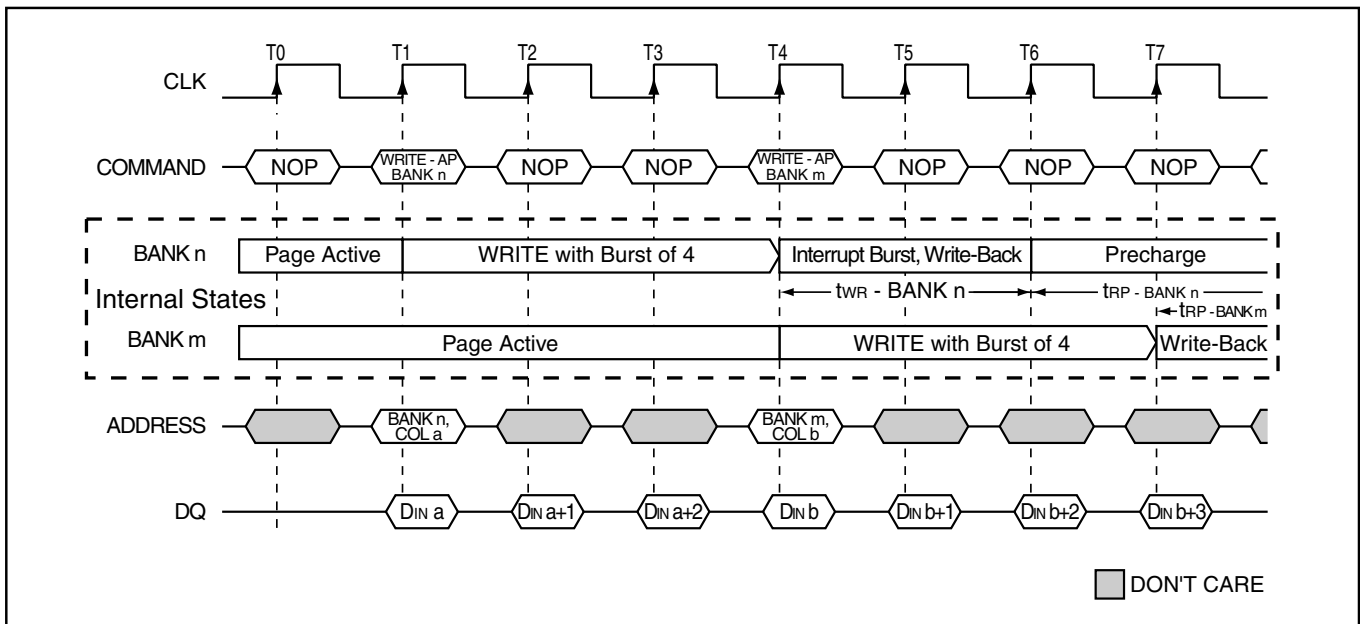 T0 T1 T2 T3 T4 T5 T6 T7
CLK
COMMAND NOP WRITE - AP BANK n NOP NOP WRITE - AP BANK m NOP NOP NOP
BANK n Page Active WRITE with Burst of 4 Interrupt Burst, Write-Back Precharge
Internal States tWR - BANK n tRP - BANK n
tRP - BANK m
BANK m Page Active WRITE with Burst of 4 Write-Back
ADDRESS BANK n, COL a BANK m, COL b
DQ DIN a DIN a+1 DIN a+2 DIN b DIN b+1 DIN b+2 DIN b+3
DON'T CARE